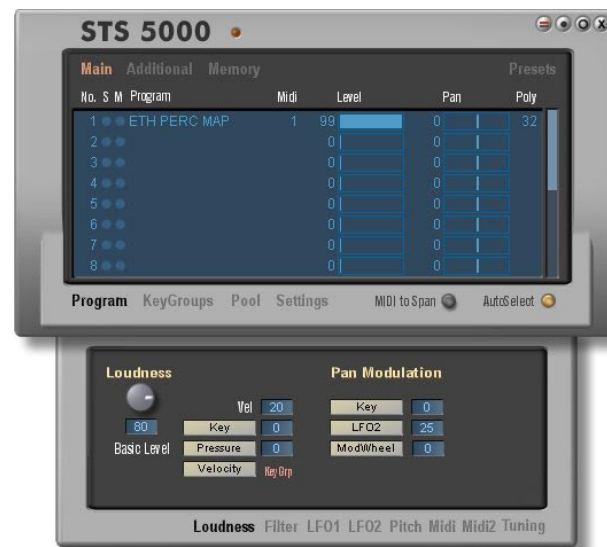 STS 5000
Main Additional Memory Presets
No. S M Program Midi Level Pan Poly
1 ETH PERC MAP 1 99 0 32
2 0 0
3 0 0
4 0 0
5 0 0
6 0 0
7 0 0
8 0 0
Program KeyGroups Pool Settings MIDI to Span AutoSelect
Loudness Pan Modulation
Vel 20 Key 0
80 Key 0 LFO2 25
Basic Level Pressure 0 ModWheel 0
Velocity Key Grp
Loudness Filter LFO1 LFO2 Pitch Midi Midi2 Tuning